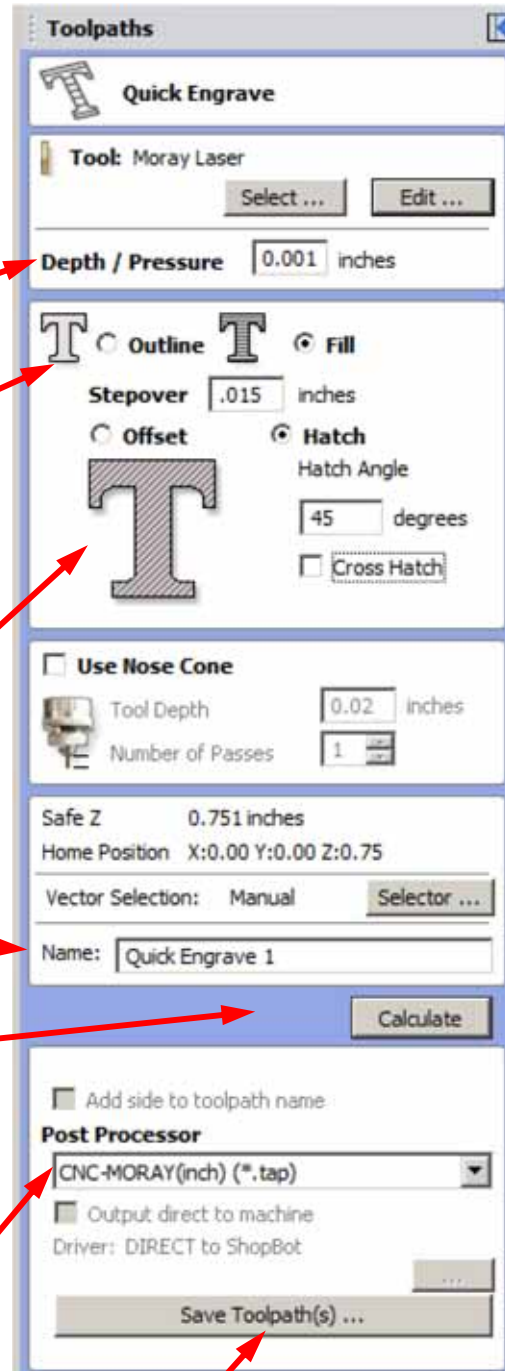 Toolpaths
Quick Engrave
Tool: Moray Laser
Select ... Edit ...
Depth / Pressure 0.001 inches
Outline Fill
Stepover .015 inches
Offset Hatch
Hatch Angle
45 degrees
Cross Hatch
Use Nose Cone
Tool Depth 0.02 inches
Number of Passes 1
Safe Z 0.751 inches
Home Position X:0.00 Y:0.00 Z:0.75
Vector Selection: Manual Selector ...
Name: Quick Engrave 1
Calculate
Add side to toolpath name
Post Processor
CNC-MORAY(inch) (*.tap)
Output direct to machine
Driver: DIRECT to ShopBot
...
Save Toolpath(s) ...